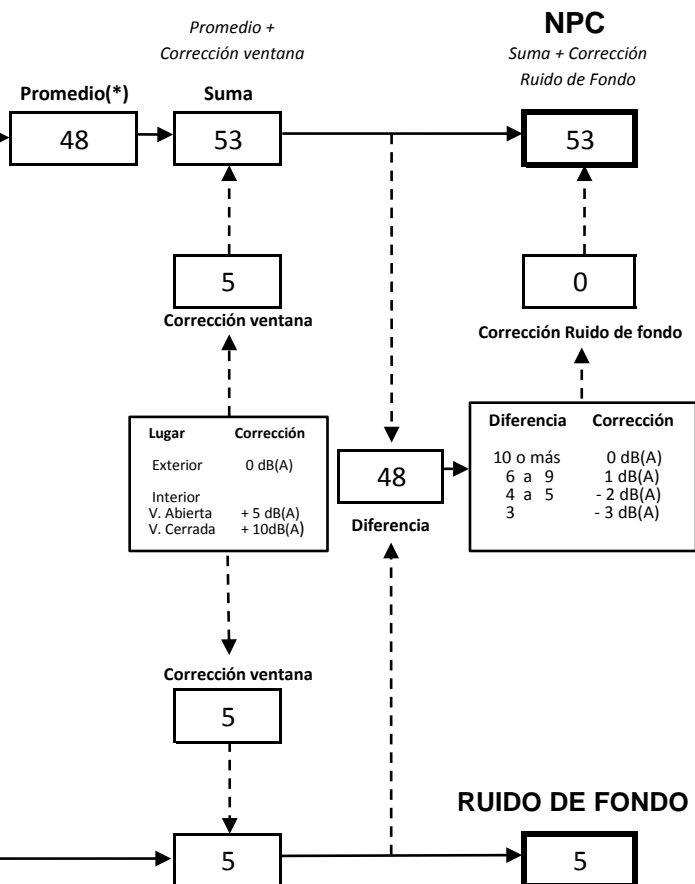 Promedio +
Corrección ventana
NPC
Suma + Corrección
Ruido de Fondo
Promedio(*)
Suma
48
53
53
5
0
Corrección ventana
Corrección Ruido de fondo
Lugar Corrección
Exterior 0 dB(A)
Interior
V. Abierta + 5 dB(A)
V. Cerrada + 10dB(A)
48
Diferencia
Diferencia Corrección
10 o más 0 dB(A)
6 a 9 1 dB(A)
4 a 5 - 2 dB(A)
3 - 3 dB(A)
Corrección ventana
5
RUIDO DE FONDO
5
5